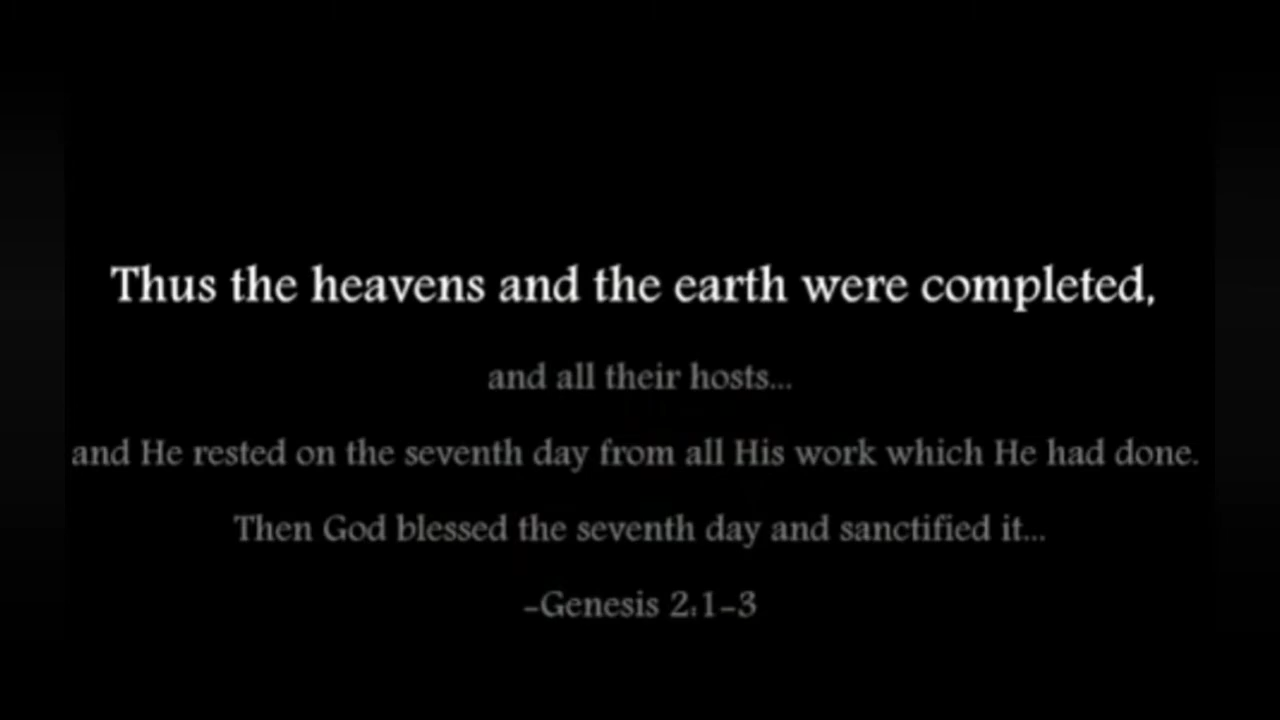 Thus the heavens and the earth were completed,
and all their hosts...
and He rested on the seventh day from all His work which He had done.
Then God blessed the seventh day and sanctified it...
-Genesis 2:1-3